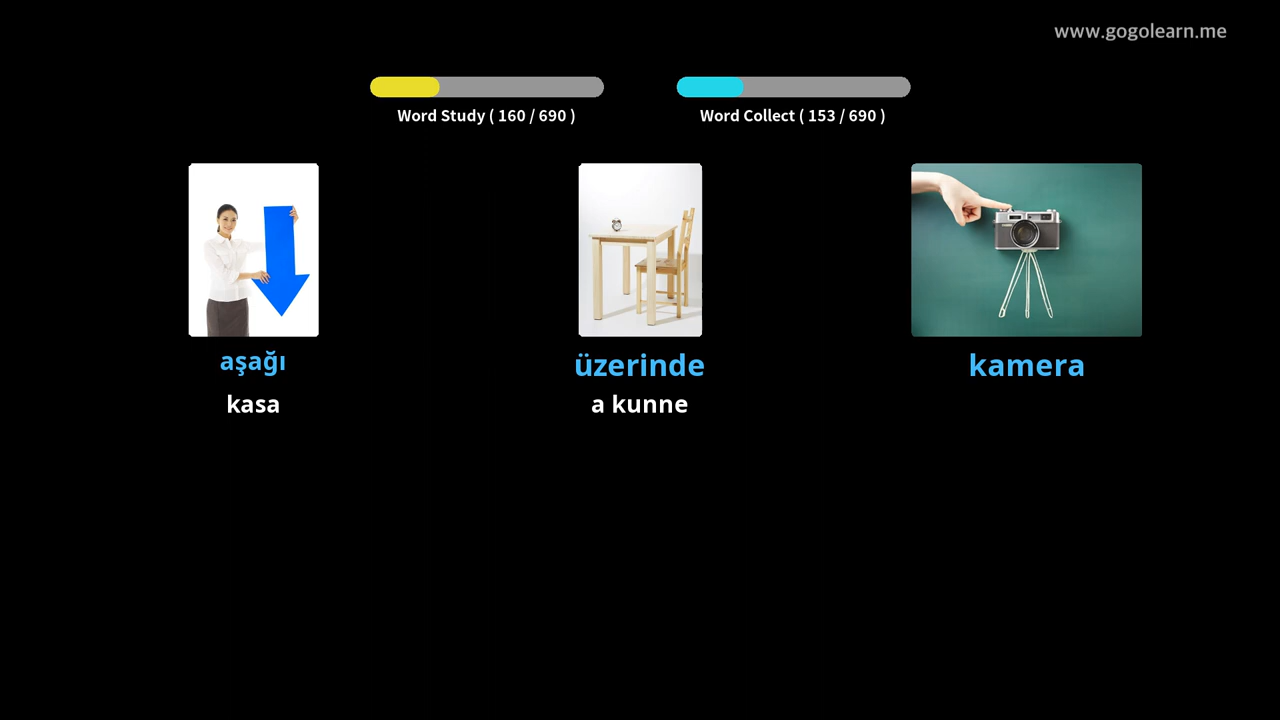 www.gogolearn.me
Word Study ( 160 / 690 )
Word Collect ( 153 / 690 )
aşağı
kasa
üzerinde
a kunne
kamera